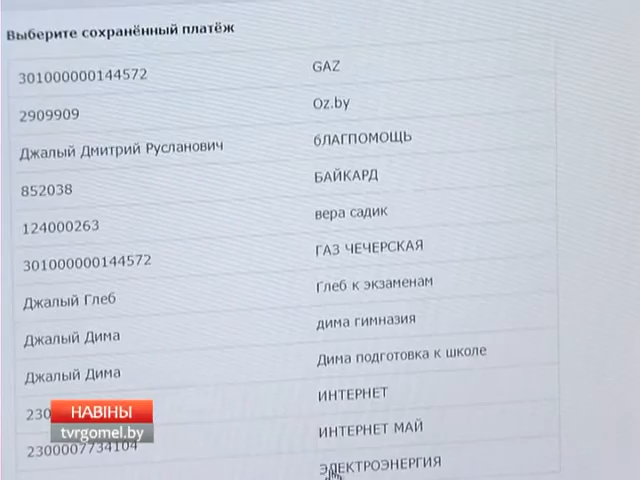 Выберите сохранённый платёж
301000000144572 GAZ
2909909 Oz.by
Джалый Дмитрий Русланович бЛАГПОМОЩЬ
852038 БАЙКАРД
124000263 вера садик
301000000144572 ГАЗ ЧЕЧЕРСКАЯ
Джалый Глеб Глеб к экзаменам
Джалый Дима дима гимназия
Джалый Дима Дима подготовка к школе
230 ИНТЕРНЕТ
2300007734104 ИНТЕРНЕТ МАЙ
ЭЛЕКТРОЭНЕРГИЯ
НАВІНЫ
tvrgomel.by